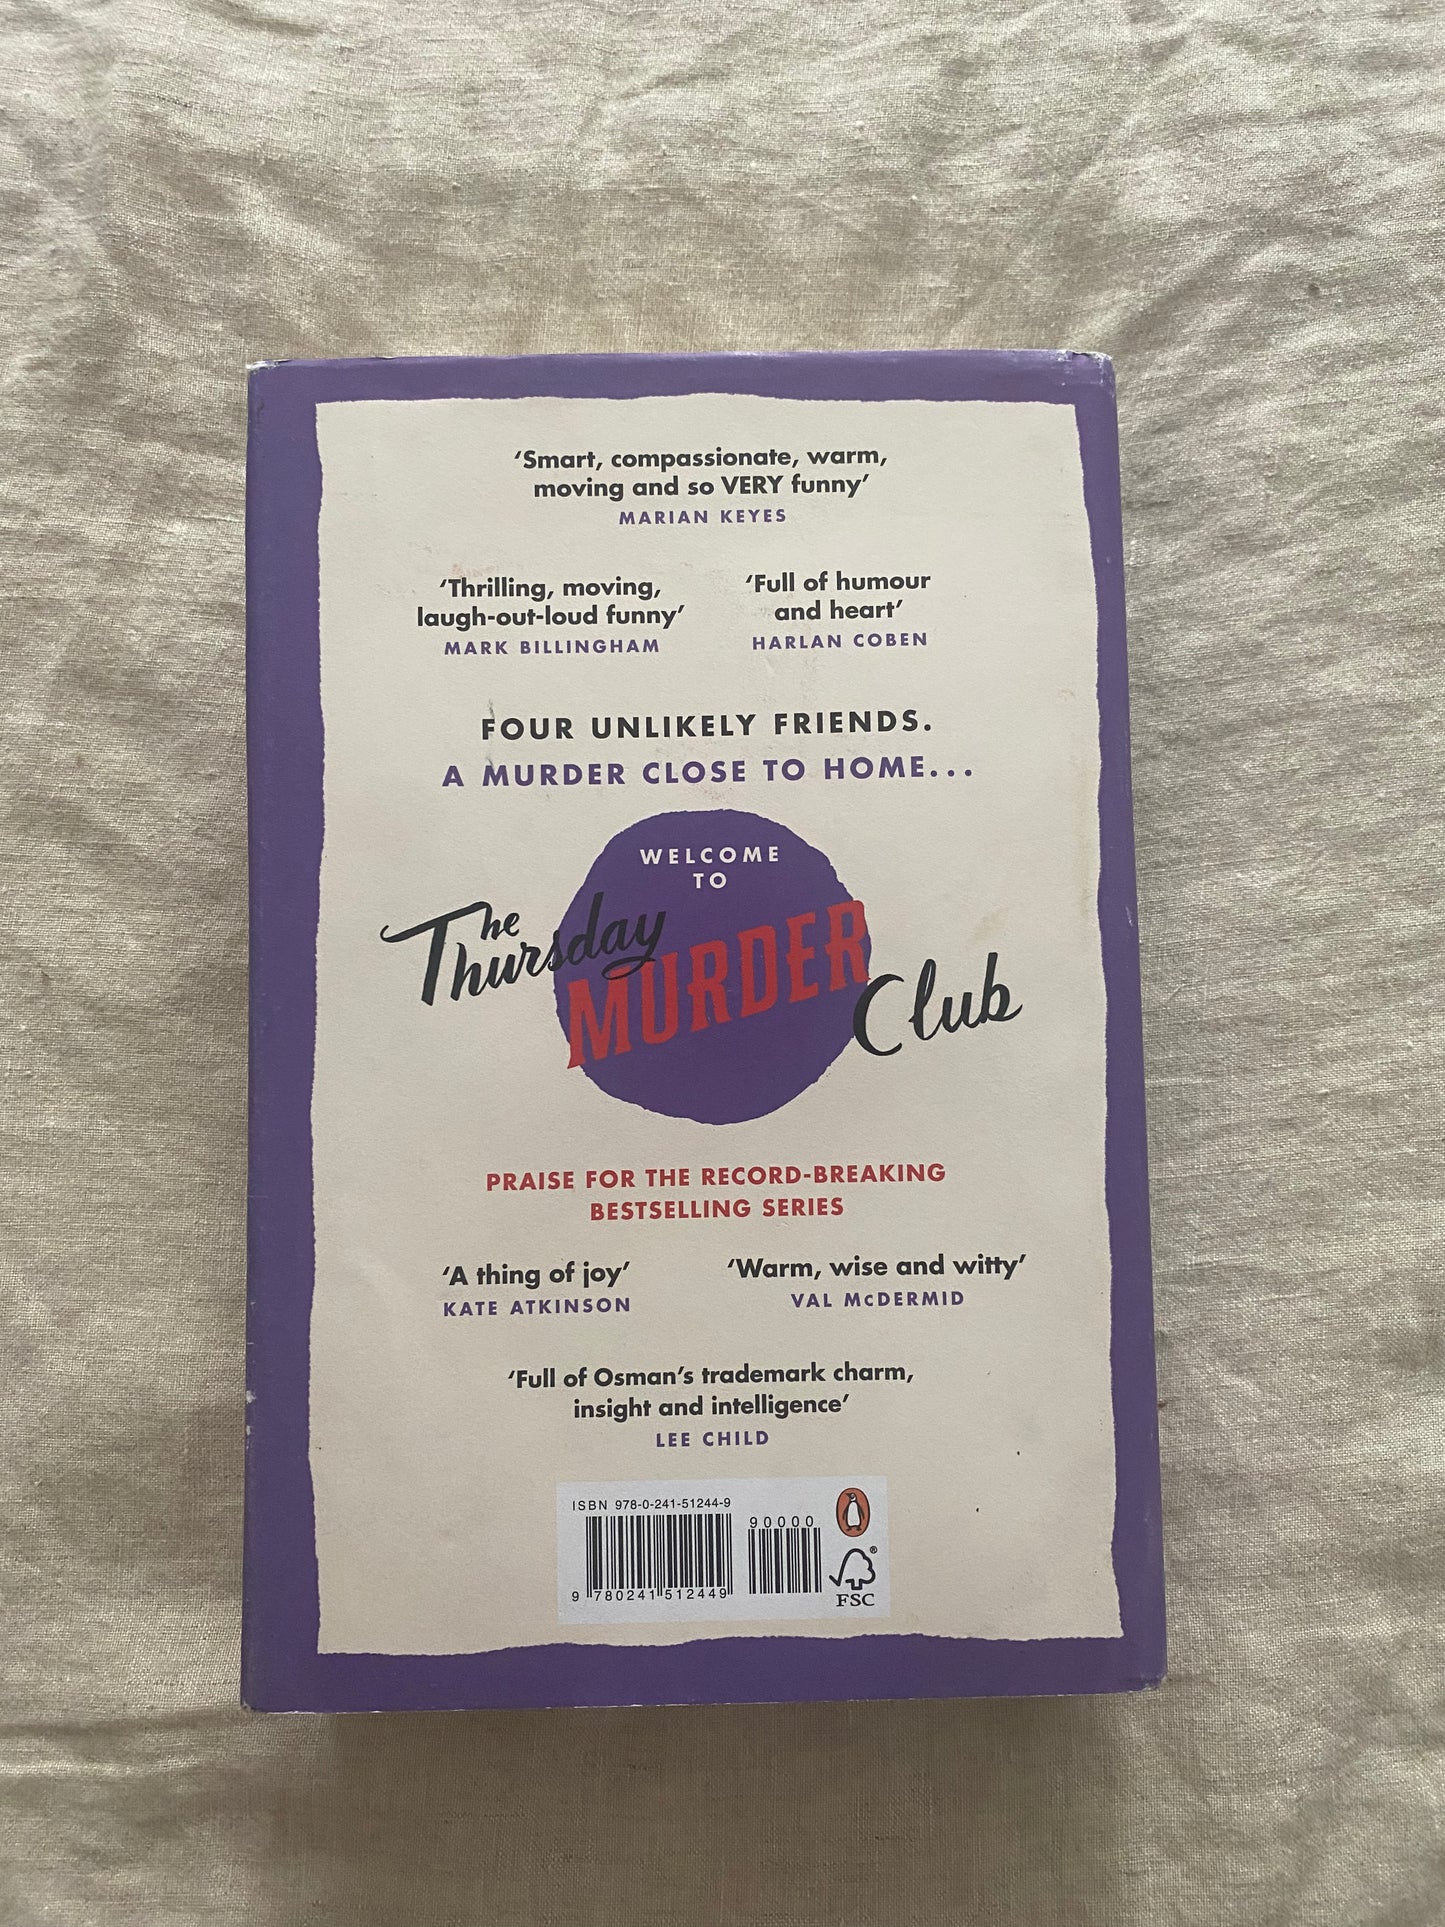 ‘Smart, compassionate, warm,
moving and so VERY funny’
MARIAN KEYES
‘Thrilling, moving,
laugh-out-loud funny’
MARK BILLINGHAM
‘Full of humour
and heart’
HARLAN COBEN
FOUR UNLIKELY FRIENDS.
A MURDER CLOSE TO HOME...
WELCOME
TO
The
Thursday
MURDER
Club
PRAISE FOR THE RECORD-BREAKING
BESTSELLING SERIES
‘A thing of joy’
KATE ATKINSON
‘Warm, wise and witty’
VAL McDERMID
‘Full of Osman’s trademark charm,
insight and intelligence’
LEE CHILD
ISBN 978-0-241-51244-9
90000
9 780241 512449
®
FSC